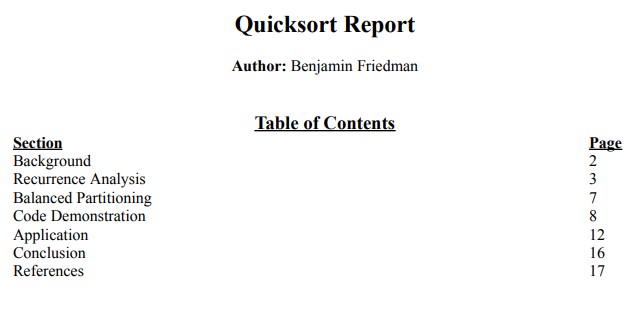 Quicksort Report
Author: Benjamin Friedman
Table of Contents
Section Page
Background 2
Recurrence Analysis 3
Balanced Partitioning 7
Code Demonstration 8
Application 12
Conclusion 16
References 17